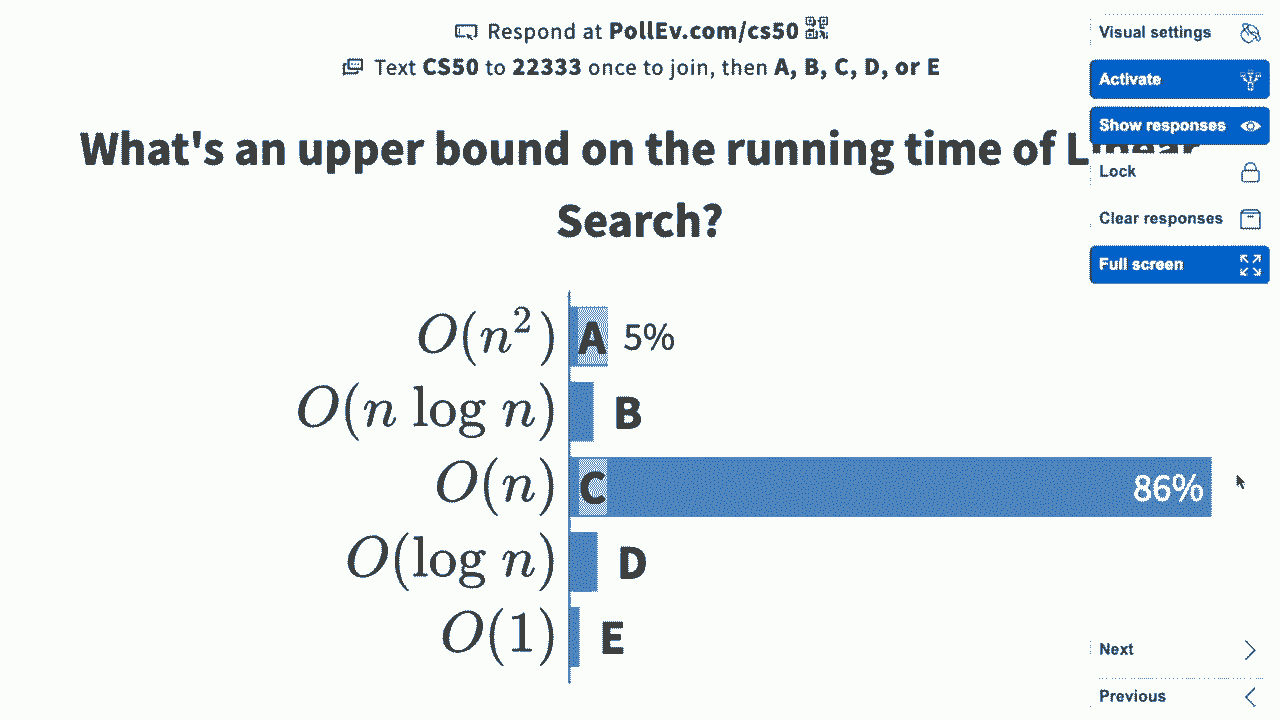 Respond at PollEv.com/cs50
Text CS50 to 22333 once to join, then A, B, C, D, or E
What's an upper bound on the running time of Linear
Search?
O(n²) A 5%
O(n log n) B
O(n) C 86%
O(log n) D
O(1) E
Visual settings
Activate
Show responses
Lock
Clear responses
Full screen
Next
Previous